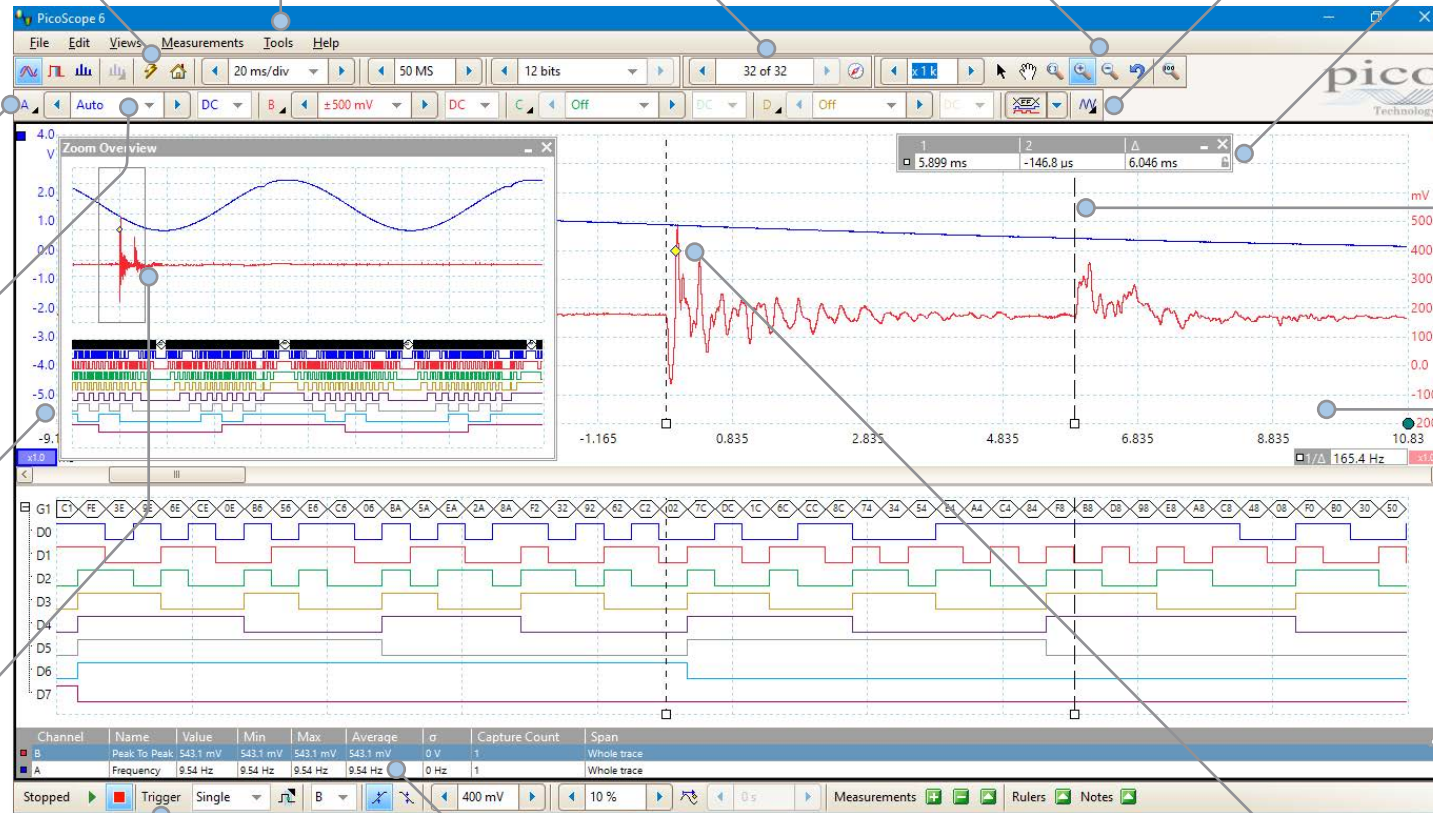 PicoScope 6
File Edit Views Measurements Tools Help
20 ms/div 50 MS 12 bits 32 of 32 x 1 k
pico
Technology
A Auto DC B ±500 mV DC C Off DC D Off DC
4.0
V
2.0
1.0
0.0
-1.0
-2.0
-3.0
-4.0
-5.0
Zoom Overview
1 2 Δ
5.899 ms -146.8 µs 6.046 ms
mV
500
400
300
200
100
0.0
-100
200
-9.1 -1.165 0.835 2.835 4.835 6.835 8.835 10.83
x1.0 1/Δ 165.4 Hz x1.0
G1 C1 FE 3E 9E 6E CE 0E B6 56 E6 C6 06 BA 5A EA 2A 8A F2 32 92 62 C2 02 7C DC 1C 6C CC 8C 74 34 54 E4 A4 C4 84 F8 B8 D8 98 E8 A8 C8 48 08 F0 B0 30 50
D0
D1
D2
D3
D4
D5
D6
D7
Channel Name Value Min Max Average σ Capture Count Span
B Peak To Peak 543.1 mV 543.1 mV 543.1 mV 543.1 mV 0 V 1 Whole trace
A Frequency 9.54 Hz 9.54 Hz 9.54 Hz 9.54 Hz 0 Hz 1 Whole trace
Stopped Trigger Single B 400 mV 10 % 0 s Measurements Rulers Notes